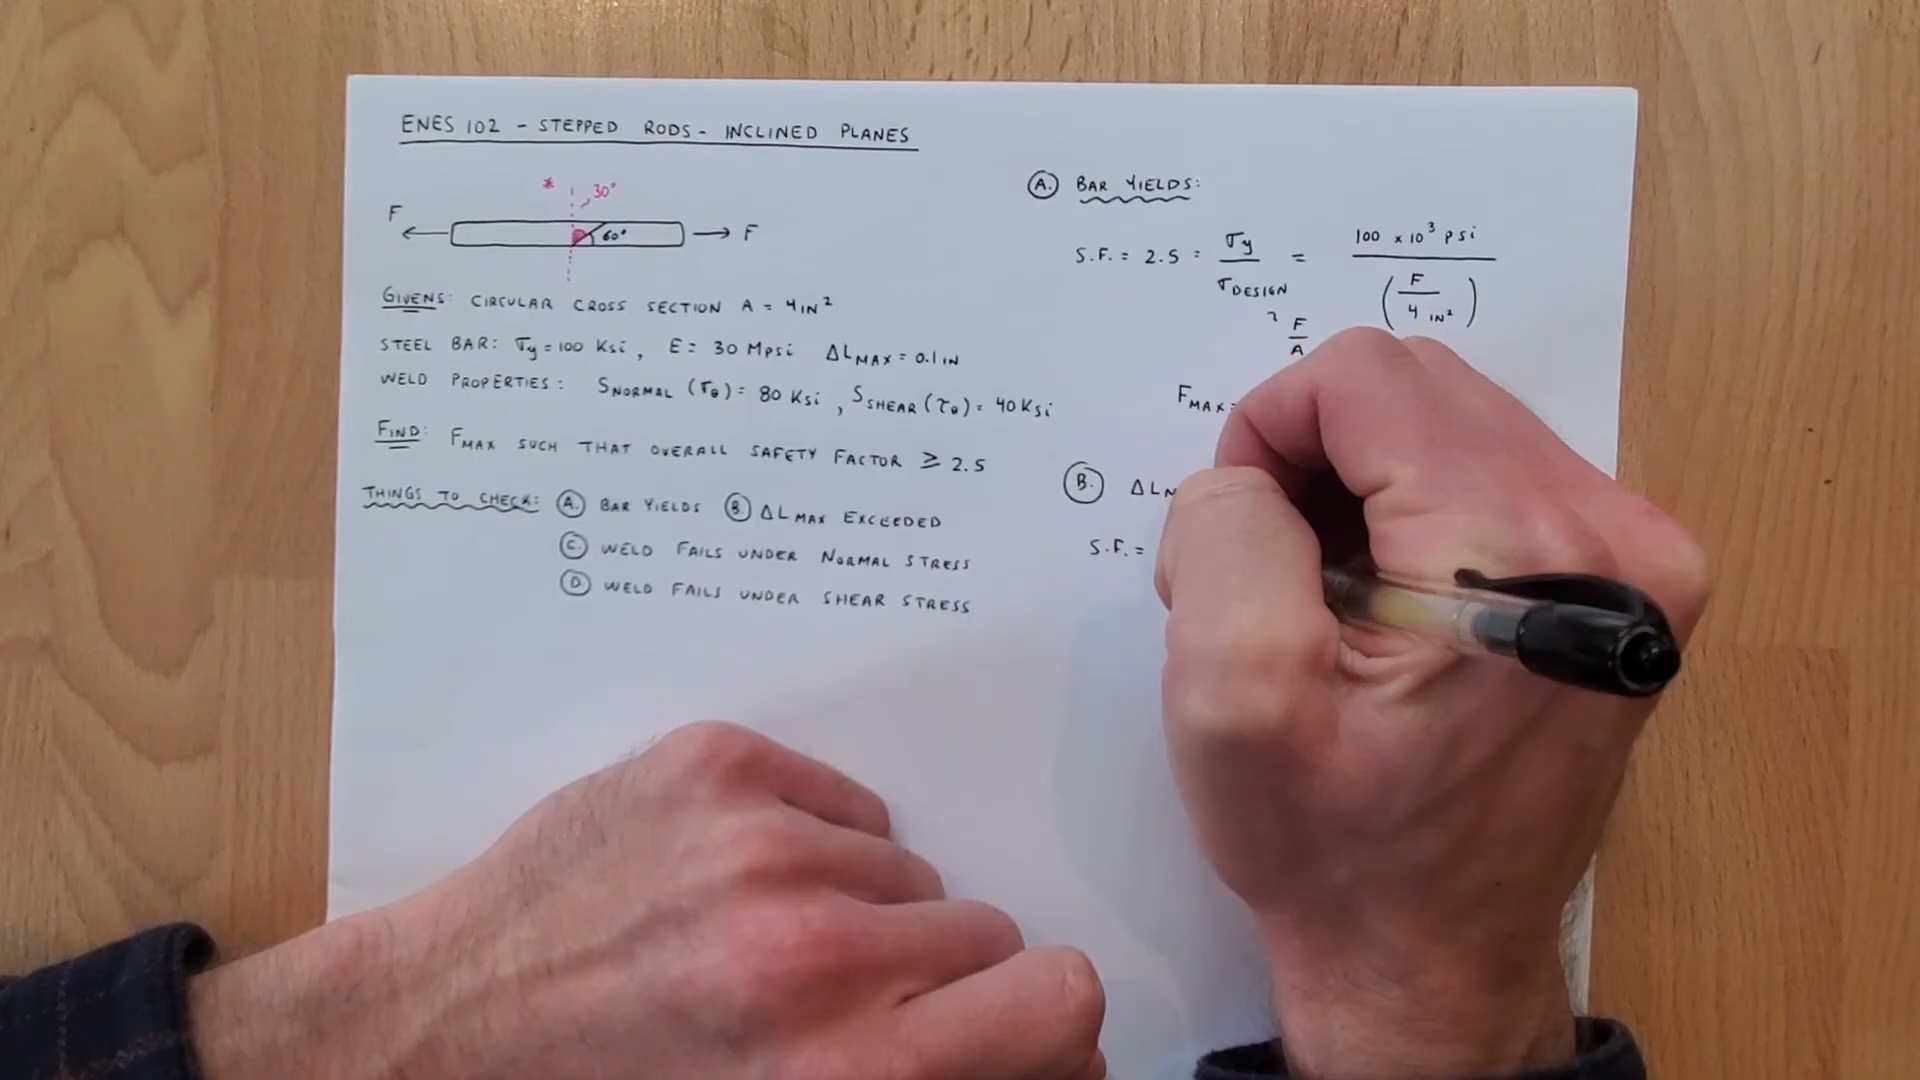 ENES 102 - STEPPED RODS - INCLINED PLANES
* 30°
F 60° F
GIVENS: CIRCULAR CROSS SECTION A = 4 IN²
STEEL BAR: σy = 100 Ksi, E = 30 Mpsi ΔLMAX = 0.1 IN
WELD PROPERTIES: SNORMAL (σθ) = 80 Ksi, SSHEAR (τθ) = 40 Ksi
FIND: FMAX SUCH THAT OVERALL SAFETY FACTOR ≥ 2.5
THINGS TO CHECK: A. BAR YIELDS B. ΔLMAX EXCEEDED
C. WELD FAILS UNDER NORMAL STRESS
D WELD FAILS UNDER SHEAR STRESS
A. BAR YIELDS:
S.F. = 2.5 = σy / σDESIGN = 100 x 10³ psi / (F / 4 IN²)
F / A
FMAX =
B. ΔL
S.F. =